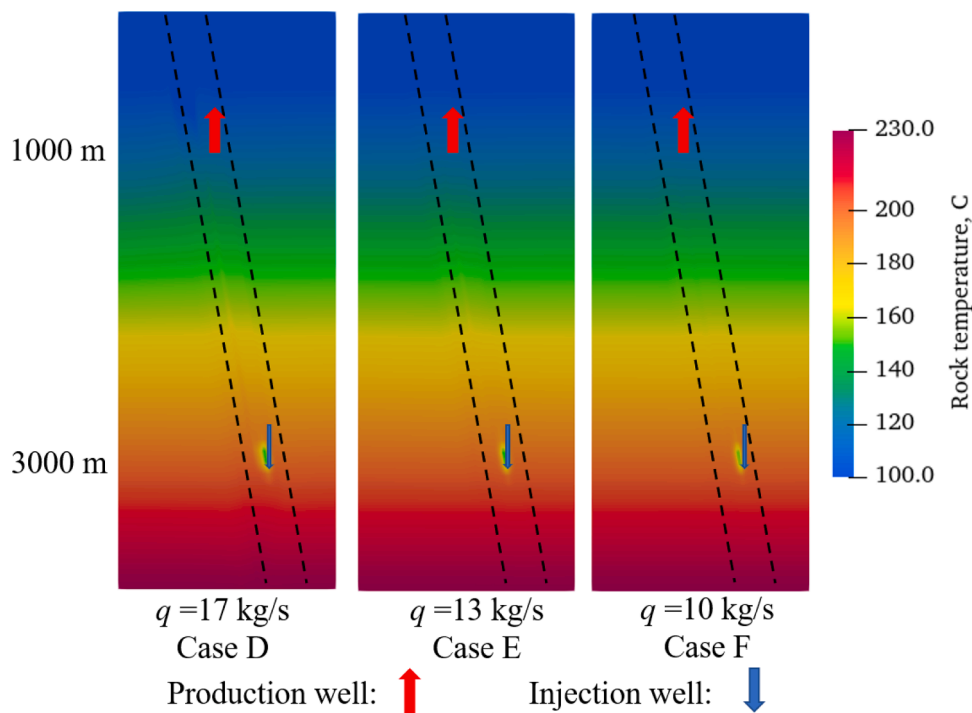 1000 m
3000 m
230.0
200
180
160
140
120
100.0
Rock temperature, C
q =17 kg/s
Case D
q =13 kg/s
Case E
q =10 kg/s
Case F
Production well:
Injection well: